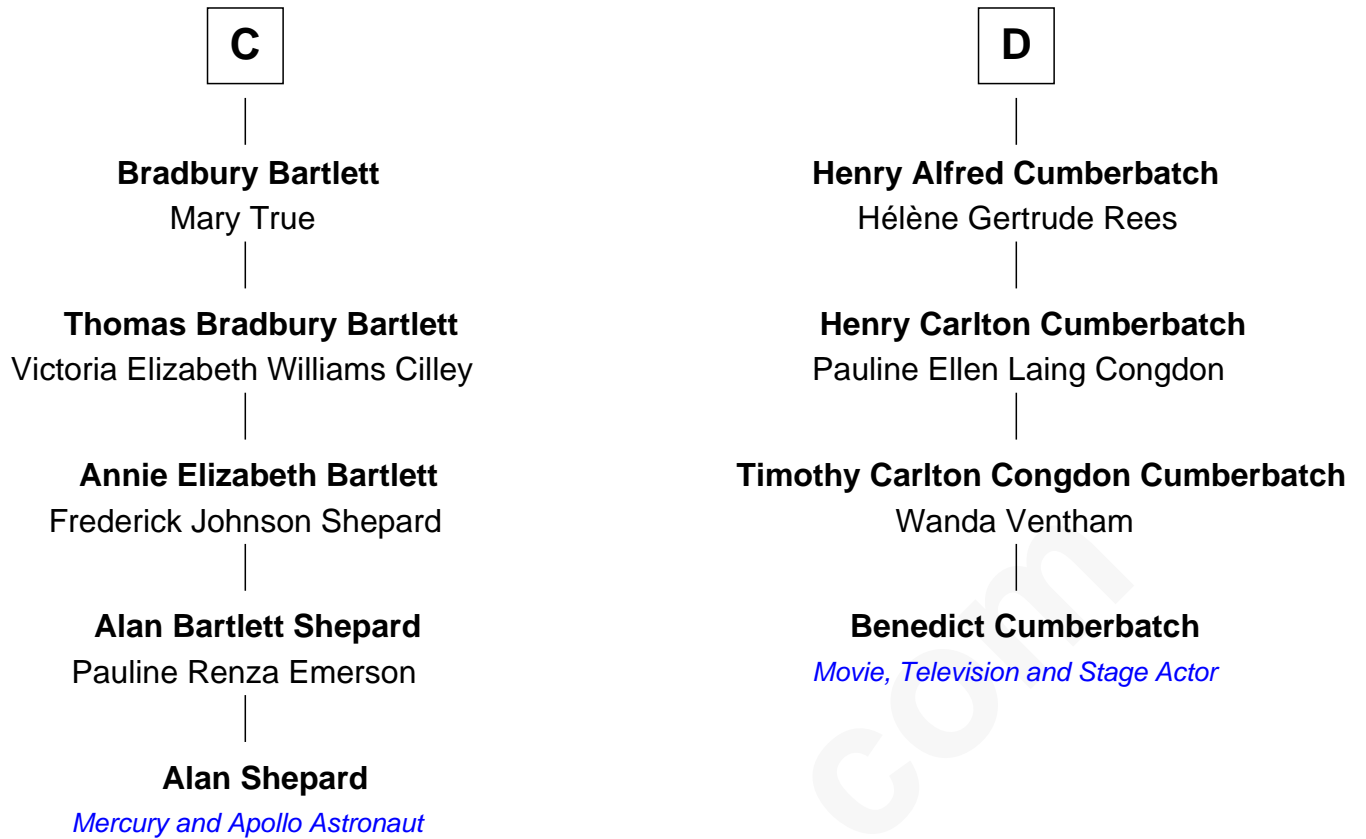 C
Bradbury Bartlett
Mary True
Thomas Bradbury Bartlett
Victoria Elizabeth Williams Cilley
Annie Elizabeth Bartlett
Frederick Johnson Shepard
Alan Bartlett Shepard
Pauline Renza Emerson
Alan Shepard
Mercury and Apollo Astronaut
D
Henry Alfred Cumberbatch
Hélène Gertrude Rees
Henry Carlton Cumberbatch
Pauline Ellen Laing Congdon
Timothy Carlton Congdon Cumberbatch
Wanda Ventham
Benedict Cumberbatch
Movie, Television and Stage Actor
com